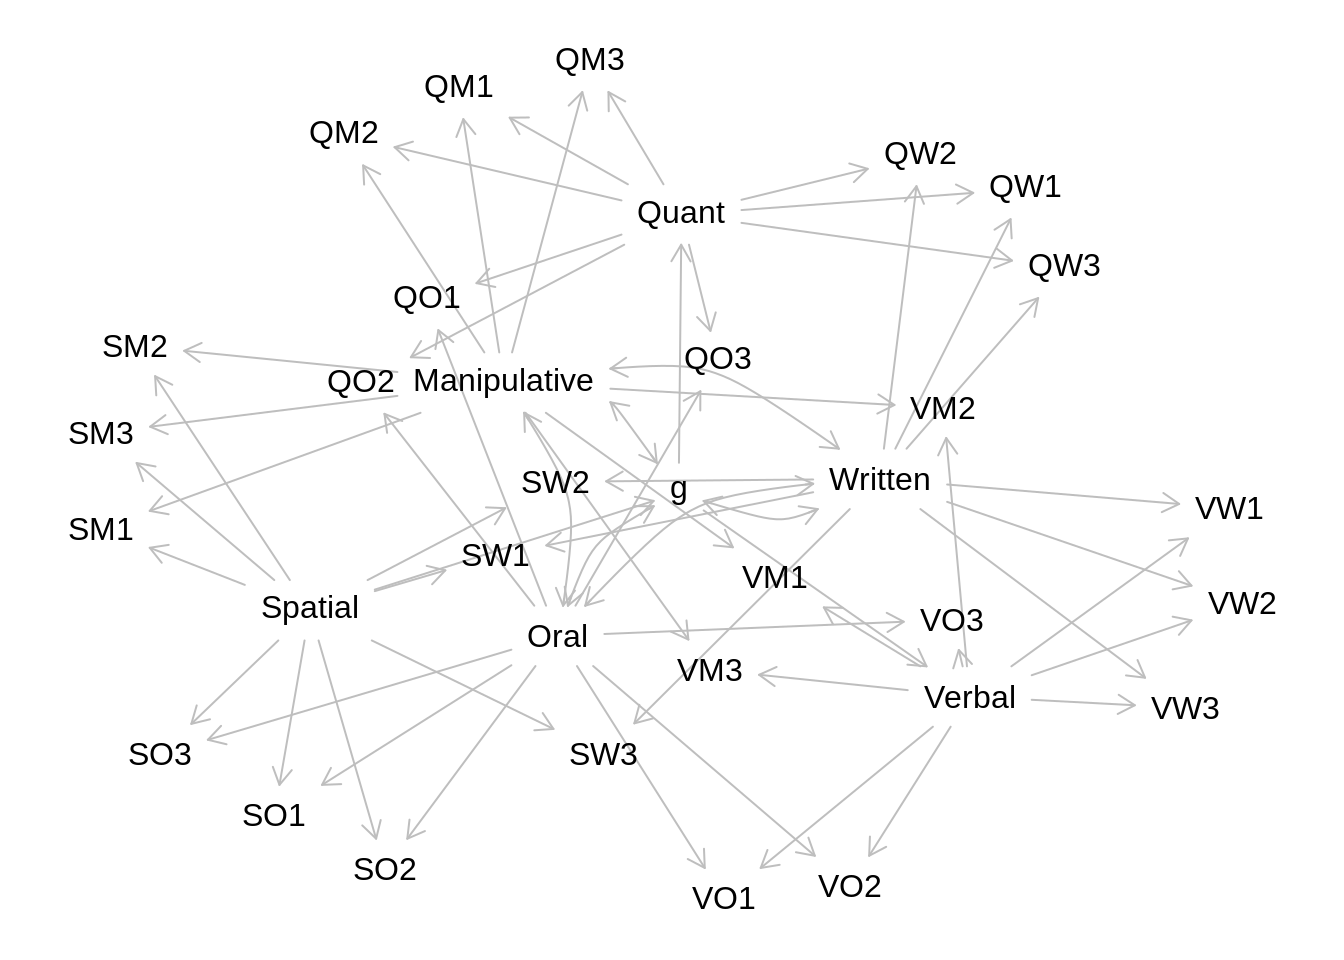 QM3
QM1
QM2
QW2
QW1
Quant
QW3
QO1
SM2
QO3
QO2
Manipulative
VM2
SM3
Written
SW2
g
VW1
SM1
SW1
VM1
VW2
Spatial
VO3
Oral
VM3
Verbal
VW3
SO3
SW3
SO1
SO2
VO2
VO1